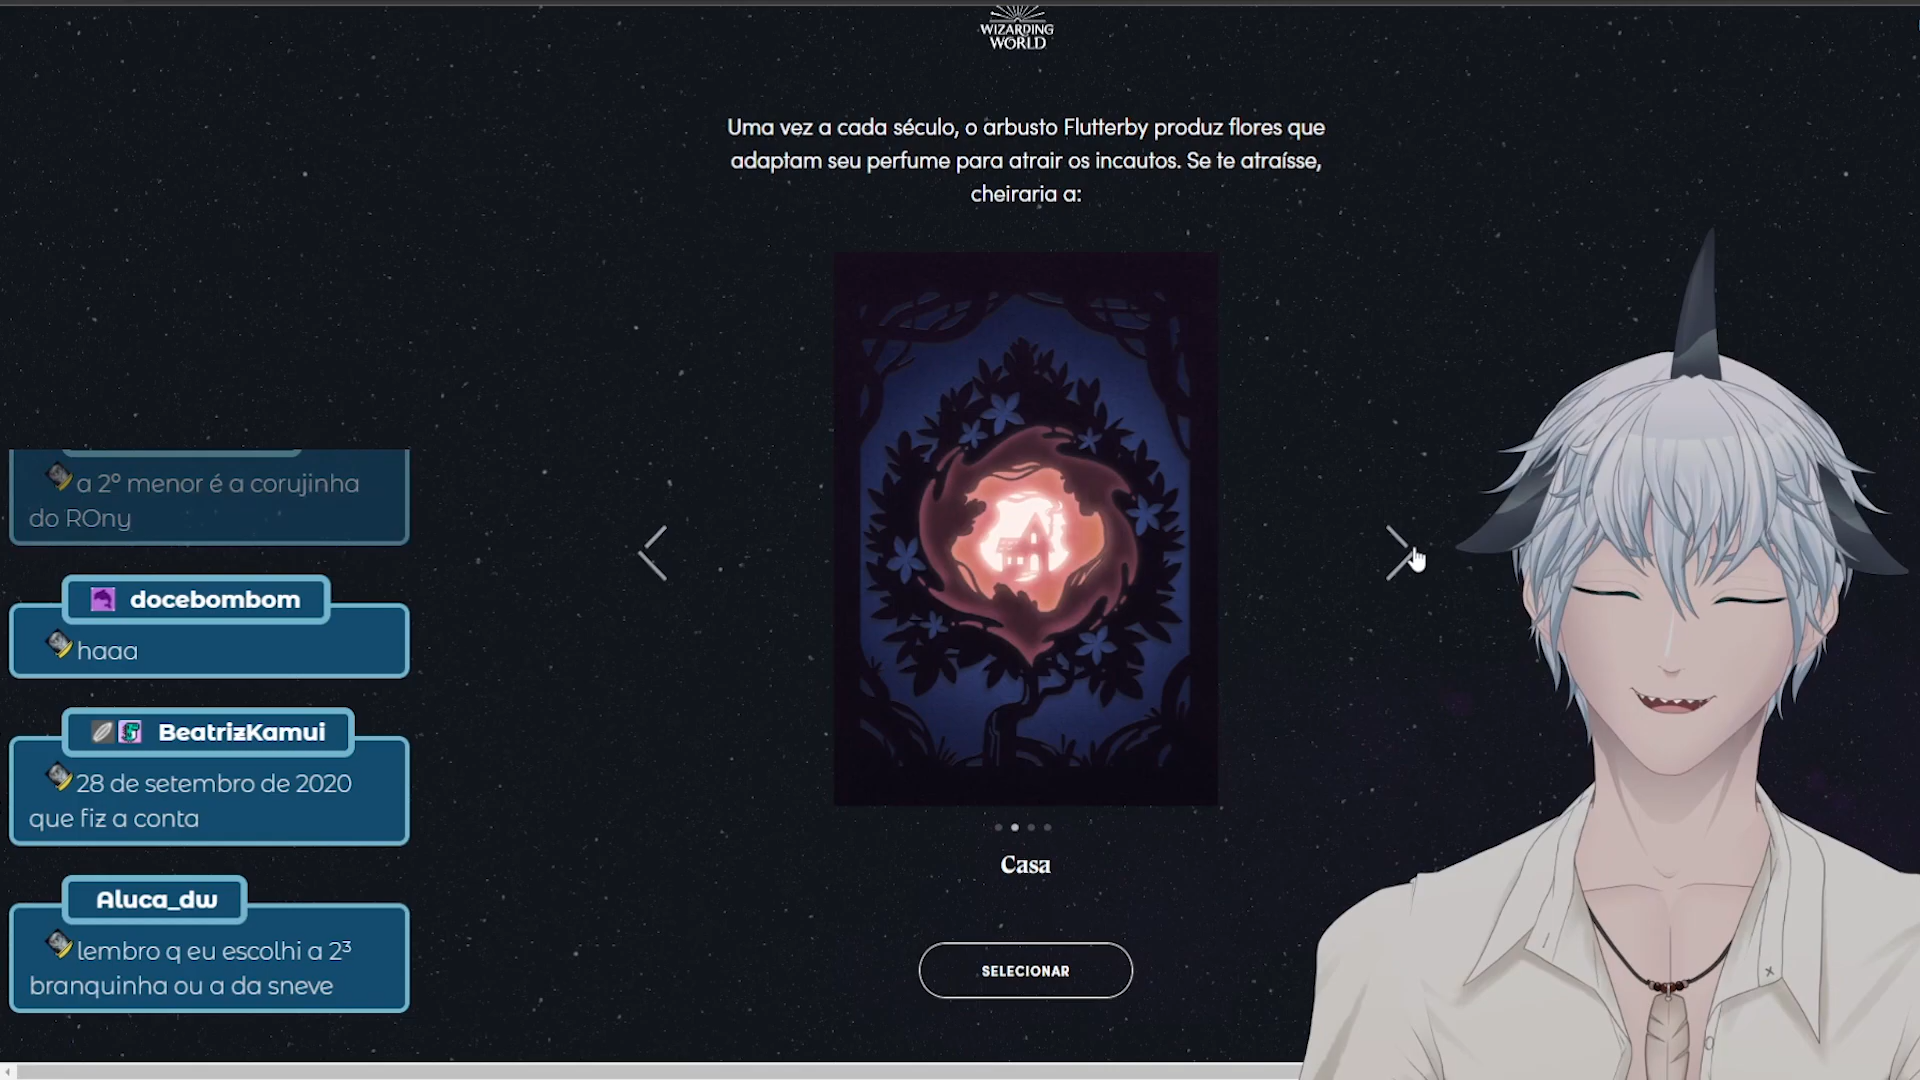 WIZARDING
WORLD
Uma vez a cada século, o arbusto Flutterby produz flores que
adaptam seu perfume para atrair os incautos. Se te atraísse,
cheiraria a:
a 2º menor é a corujinha
do ROny
docebombom
haaa
BeatrizKamui
28 de setembro de 2020
que fiz a conta
Aluca_dw
lembro q eu escolhi a 2³
branquinha ou a da sneve
Casa
SELECIONAR